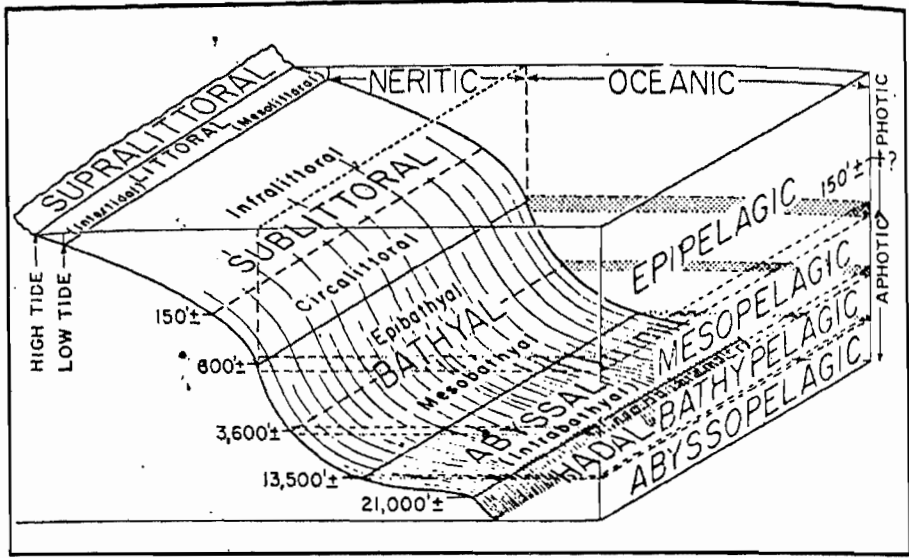 SUPRALITTORAL
LITTORAL
(Mesolittoral)
(Intertidal)
NERITIC
OCEANIC
PHOTIC
APHOTIC
150'± ?
HIGH TIDE
LOW TIDE
Infralittoral
SUBLITTORAL
Circalittoral
Epibathyal
BATHYAL
Mesobathyal
ABYSSAL
(Infrabathyal)
HADAL
EPIPELAGIC
MESOPELAGIC
BATHYPELAGIC
ABYSSOPELAGIC
150'±
600'±
3,600'±
13,500'±
21,000'±